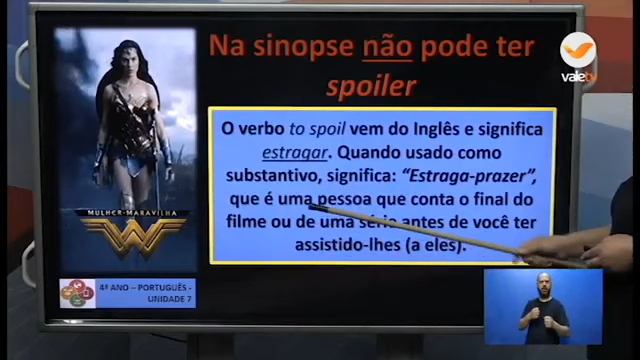 Na sinopse não pode ter
spoiler
vale tv
O verbo to spoil vem do Inglês e significa
estragar. Quando usado como
substantivo, significa: “Estraga-prazer”,
que é uma pessoa que conta o final do
filme ou de uma série antes de você ter
assistido-lhes (a eles).
MULHER-MARAVILHA
4º ANO – PORTUGUÊS -
UNIDADE 7